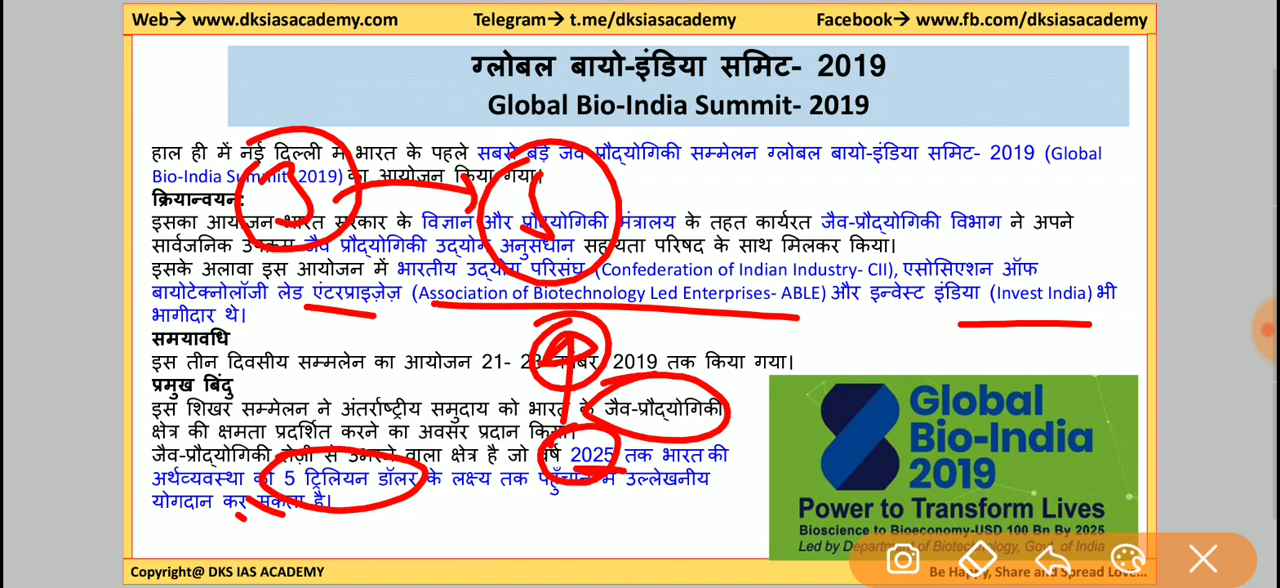 Web→ www.dksiasacademy.com Telegram→ t.me/dksiasacademy Facebook→ www.fb.com/dksiasacademy
ग्लोबल बायो-इंडिया समिट- 2019
Global Bio-India Summit- 2019
हाल ही में नई दिल्ली में भारत के पहले सबसे बड़े जैव प्रौद्योगिकी सम्मेलन ग्लोबल बायो-इंडिया समिट- 2019 (Global
Bio-India Summit- 2019) का आयोजन किया गया।
क्रियान्वयन:
इसका आयोजन भारत सरकार के विज्ञान और प्रौद्योगिकी मंत्रालय के तहत कार्यरत जैव-प्रौद्योगिकी विभाग ने अपने
सार्वजनिक उपक्रम जैव प्रौद्योगिकी उद्योग अनुसंधान सहायता परिषद के साथ मिलकर किया।
इसके अलावा इस आयोजन में भारतीय उद्योग परिसंघ (Confederation of Indian Industry- CII), एसोसिएशन ऑफ
बायोटेक्नोलॉजी लेड एंटरप्राइज़ेज़ (Association of Biotechnology Led Enterprises- ABLE) और इन्वेस्ट इंडिया (Invest India) भी
भागीदार थे।
समयावधि
इस तीन दिवसीय सम्मलेन का आयोजन 21- 23 नवंबर, 2019 तक किया गया।
प्रमुख बिंदु
इस शिखर सम्मेलन ने अंतर्राष्ट्रीय समुदाय को भारत के जैव-प्रौद्योगिकी
क्षेत्र की क्षमता प्रदर्शित करने का अवसर प्रदान किया।
जैव-प्रौद्योगिकी तेज़ी से उभरने वाला क्षेत्र है जो वर्ष 2025 तक भारत की
अर्थव्यवस्था को 5 ट्रिलियन डॉलर के लक्ष्य तक पहुँचाने में उल्लेखनीय
योगदान कर सकता है।
3 5
Global
Bio-India
2019
Power to Transform Lives
Bioscience to Bioeconomy-USD 100 Bn By 2025
Led by Department of Biotechnology, Govt. of India
Copyright@ DKS IAS ACADEMY Be Happy, Share and Spread Love...